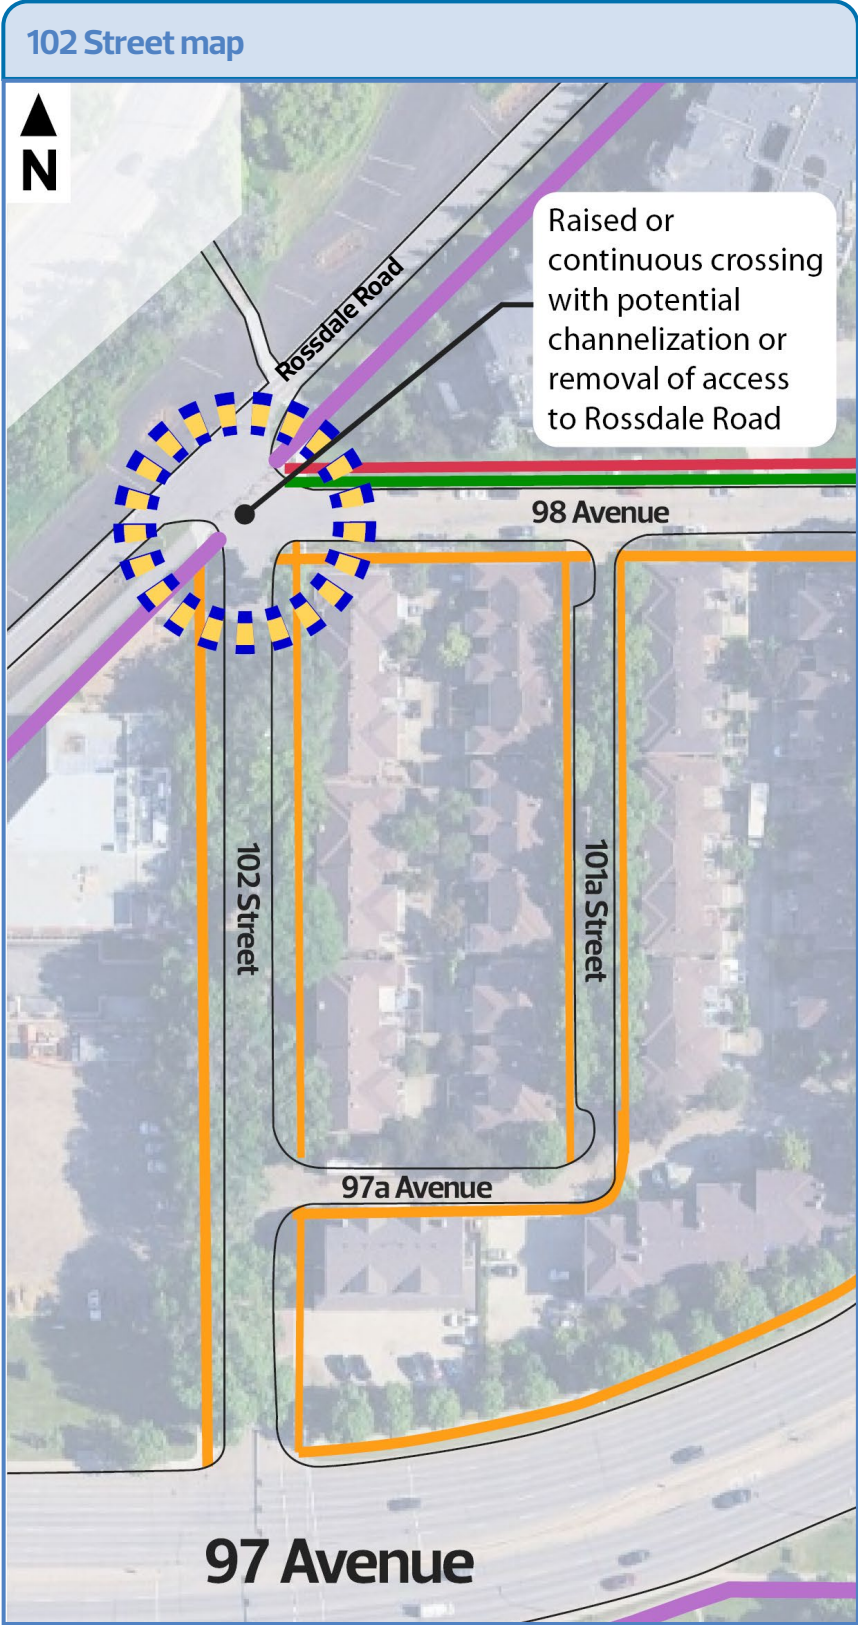 102 Street map
N
Raised or
continuous crossing
with potential
channelization or
removal of access
to Rossdale Road
Rossdale Road
98 Avenue
102 Street
101a Street
97a Avenue
97 Avenue